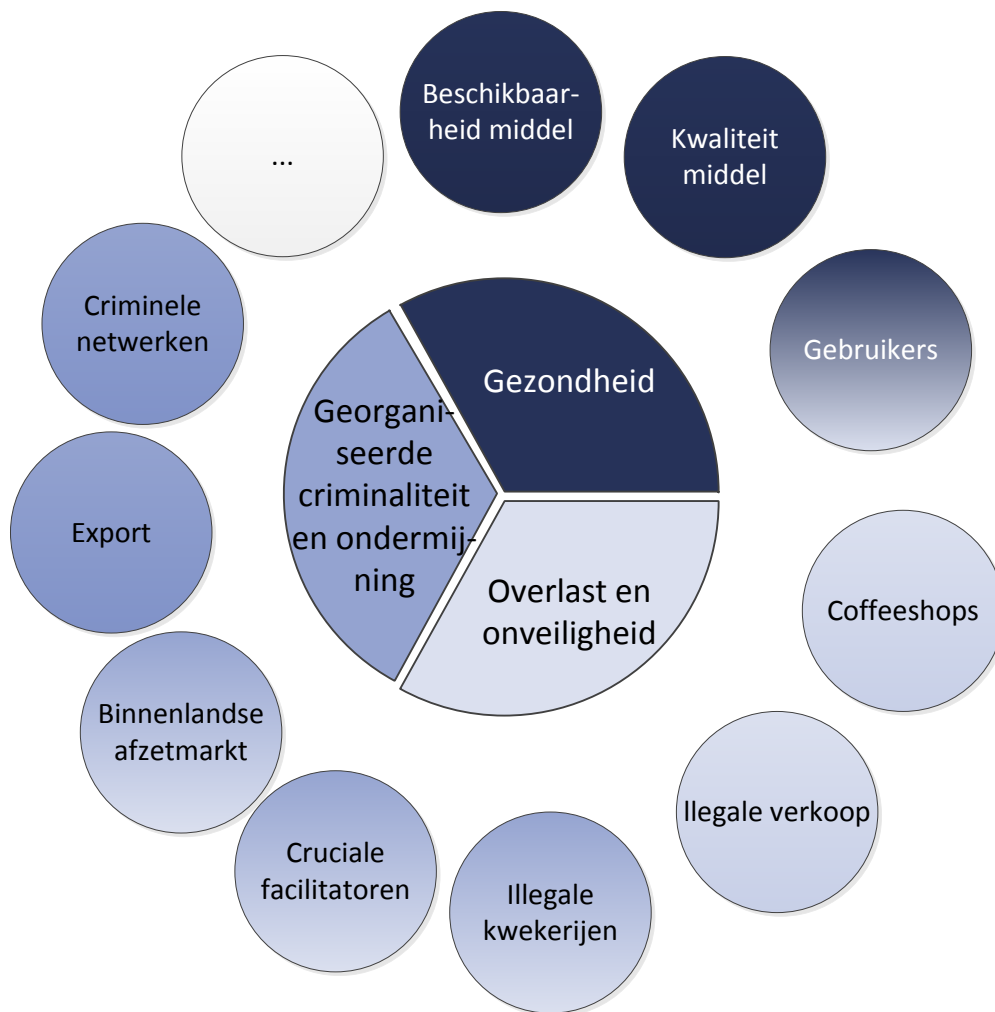 Beschikbaar-
heid middel
Kwaliteit
middel
Gebruikers
Coffeeshops
llegale verkoop
Illegale
kwekerijen
Cruciale
facilitatoren
Binnenlandse
afzetmarkt
Export
Criminele
netwerken
...
Gezondheid
Overlast en
onveiligheid
Georgani-
seerde
criminaliteit
en ondermij-
ning